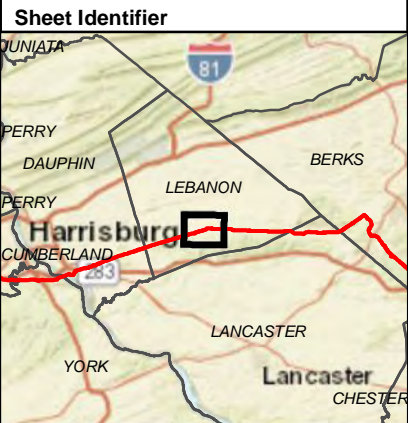 Sheet Identifier
JUNIATA
81
PERRY
DAUPHIN
BERKS
LEBANON
PERRY
Harrisburg
CUMBERLAND
283
LANCASTER
YORK
Lancaster
CHESTER